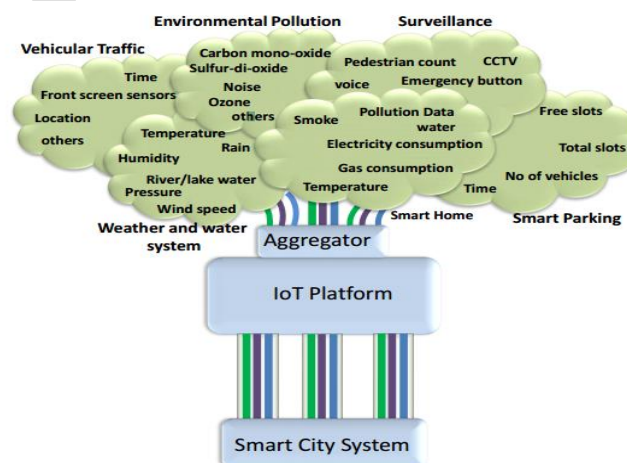 Environmental Pollution
Surveillance
Vehicular Traffic
Carbon mono-oxide
Sulfur-di-oxide
Noise
Ozone
others
Pedestrian count
CCTV
voice
Emergency button
Time
Front screen sensors
Location
others
Smoke
Pollution Data
water
Electricity consumption
Gas consumption
Temperature
Free slots
Total slots
No of vehicles
Time
Temperature
Rain
Humidity
River/lake water
Pressure
Wind speed
Weather and water
system
Smart Home
Smart Parking
Aggregator
IoT Platform
Smart City System